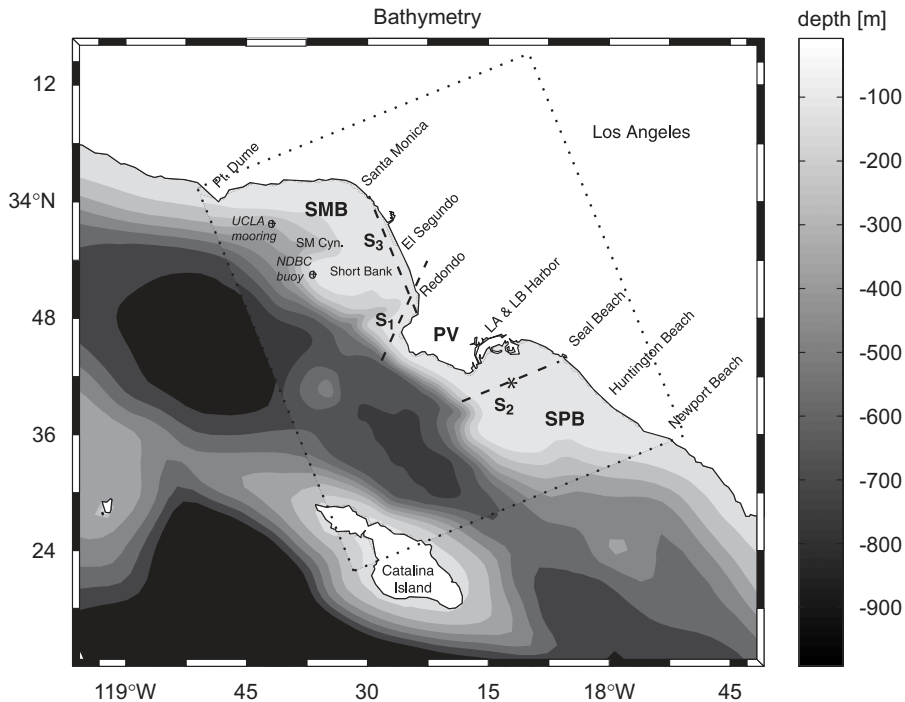 Bathymetry
depth [m]
12
34°N
48
36
24
119°W
45
30
15
18°W
45
-100
-200
-300
-400
-500
-600
-700
-800
-900
Los Angeles
Pt. Dume
Santa Monica
SMB
UCLA
mooring
SM Cyn.
S3
El Segundo
NDBC
buoy
Short Bank
Redondo
S1
PV
LA & LB Harbor
Seal Beach
Huntington Beach
Newport Beach
S2
SPB
Catalina
Island